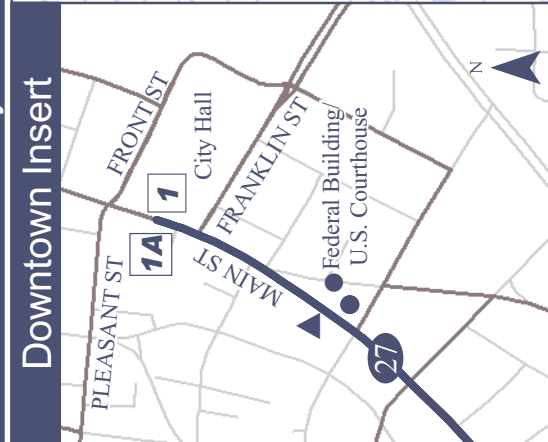 Downtown Insert
FRONT ST
City Hall
1
1A
FRANKLIN ST
Federal Building/
U.S. Courthouse
PLEASANT ST
MAIN ST
27
N